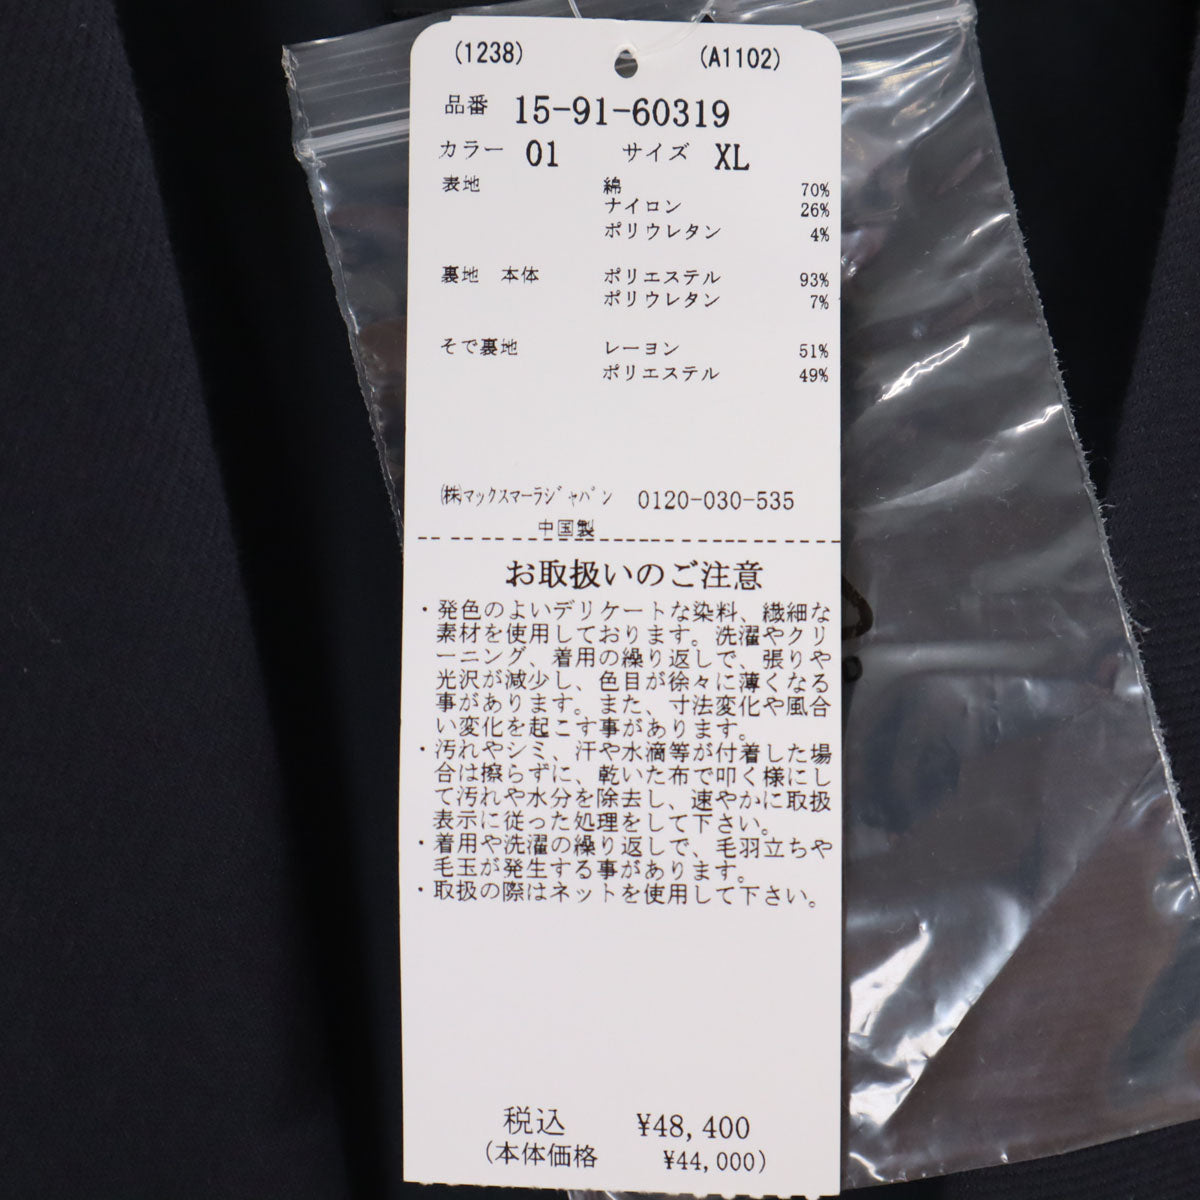 (1238) (A1102)
品番 15-91-60319
カラー 01 サイズ XL
表地 綿 70%
ナイロン 26%
ポリウレタン 4%
裏地 本体 ポリエステル 93%
ポリウレタン 7%
そで裏地 レーヨン 51%
ポリエステル 49%
㈱マックスマーラジャパン 0120-030-535
中国製
お取扱いのご注意
・発色のよいデリケートな染料、繊細な
素材を使用しております。洗濯やクリ
ーニング、着用の繰り返しで、張りや
光沢が減少し、色目が徐々に薄くなる
事があります。また、寸法変化や風合
い変化を起こす事があります。
・汚れやシミ、汗や水滴等が付着した場
合は擦らずに、乾いた布で叩く様にし
て汚れや水分を除去し、速やかに取扱
表示に従った処理をして下さい。
・着用や洗濯の繰り返しで、毛羽立ちや
毛玉が発生する事があります。
・取扱の際はネットを使用して下さい。
税込 ¥48,400
(本体価格 ¥44,000)